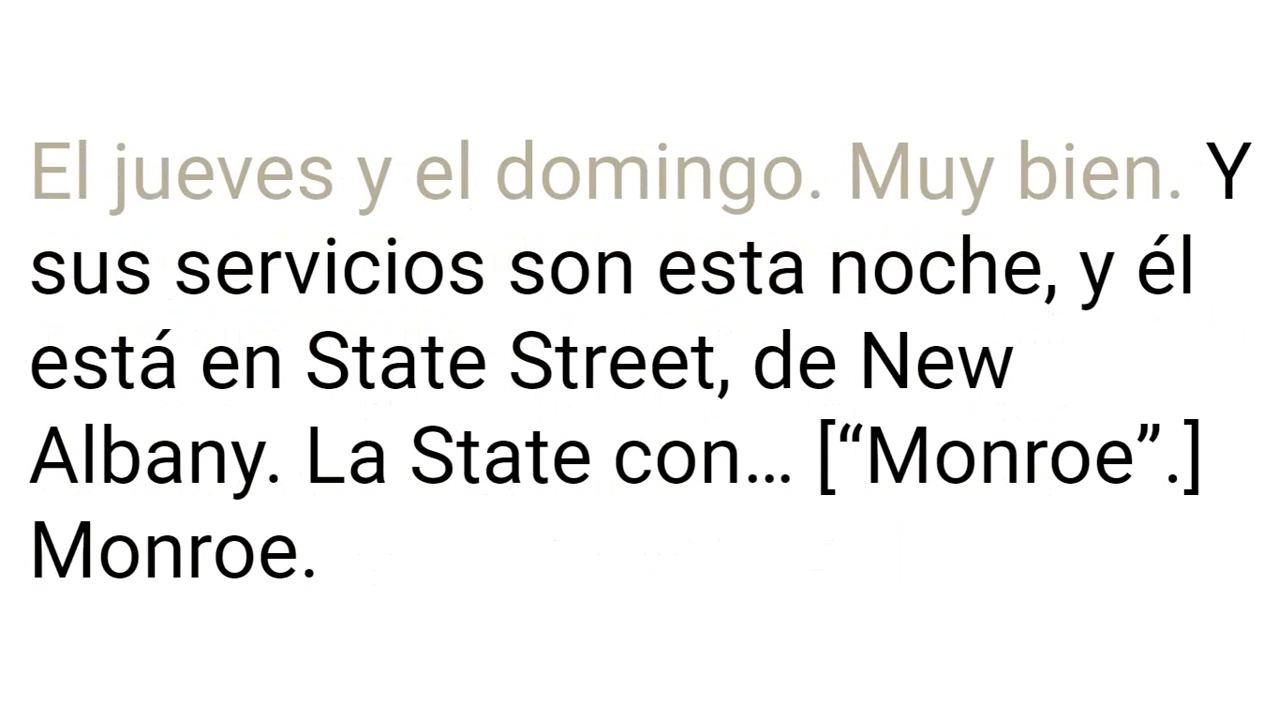 El jueves y el domingo. Muy bien. Y
sus servicios son esta noche, y él
está en State Street, de New
Albany. La State con... [“Monroe”.]
Monroe.